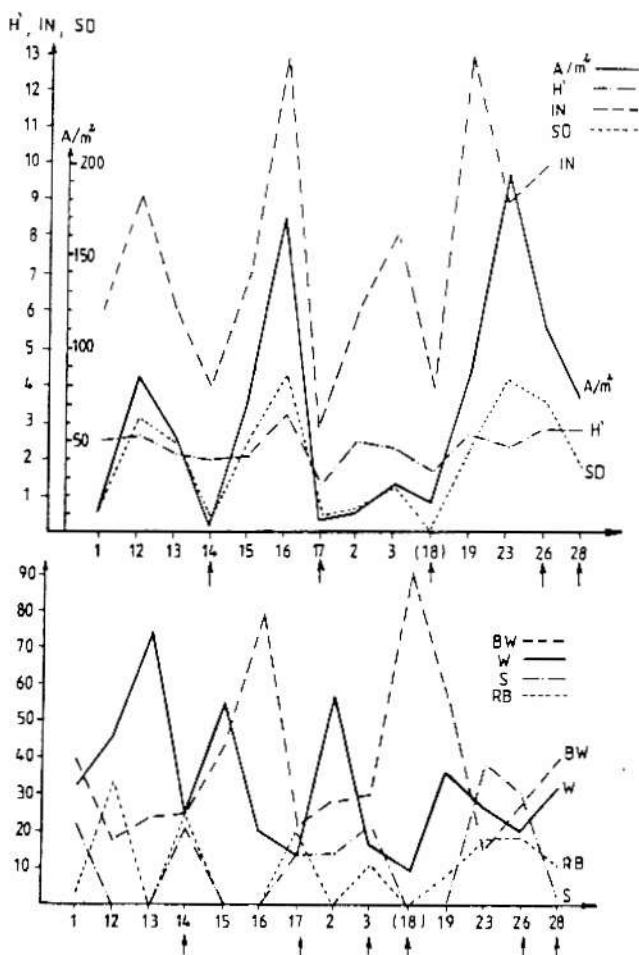 H', IN, SD
13
12
11
10
9
8
7
6
5
4
3
2
1
A/m²
200
150
100
50
A/m²
H'
IN
SD
IN
A/m²
H'
SD
1 12 13 14 15 16 17 2 3 (18) 19 23 26 28
90
80
70
60
50
40
30
20
10
BW
W
S
RB
BW
W
RB
S
1 12 13 14 15 16 17 2 3 (18) 19 23 26 28